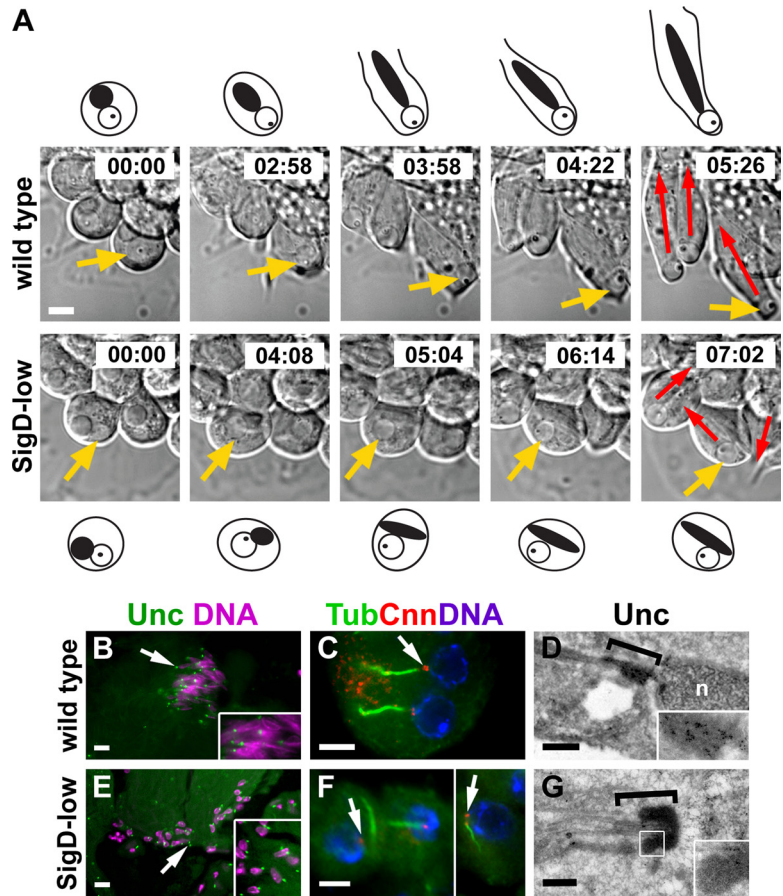 A
wild type
00:00
02:58
03:58
04:22
05:26
SigD-low
00:00
04:08
05:04
06:14
07:02
Unc DNA
TubCnnDNA
Unc
wild type
B
C
D
n
SigD-low
E
F
G